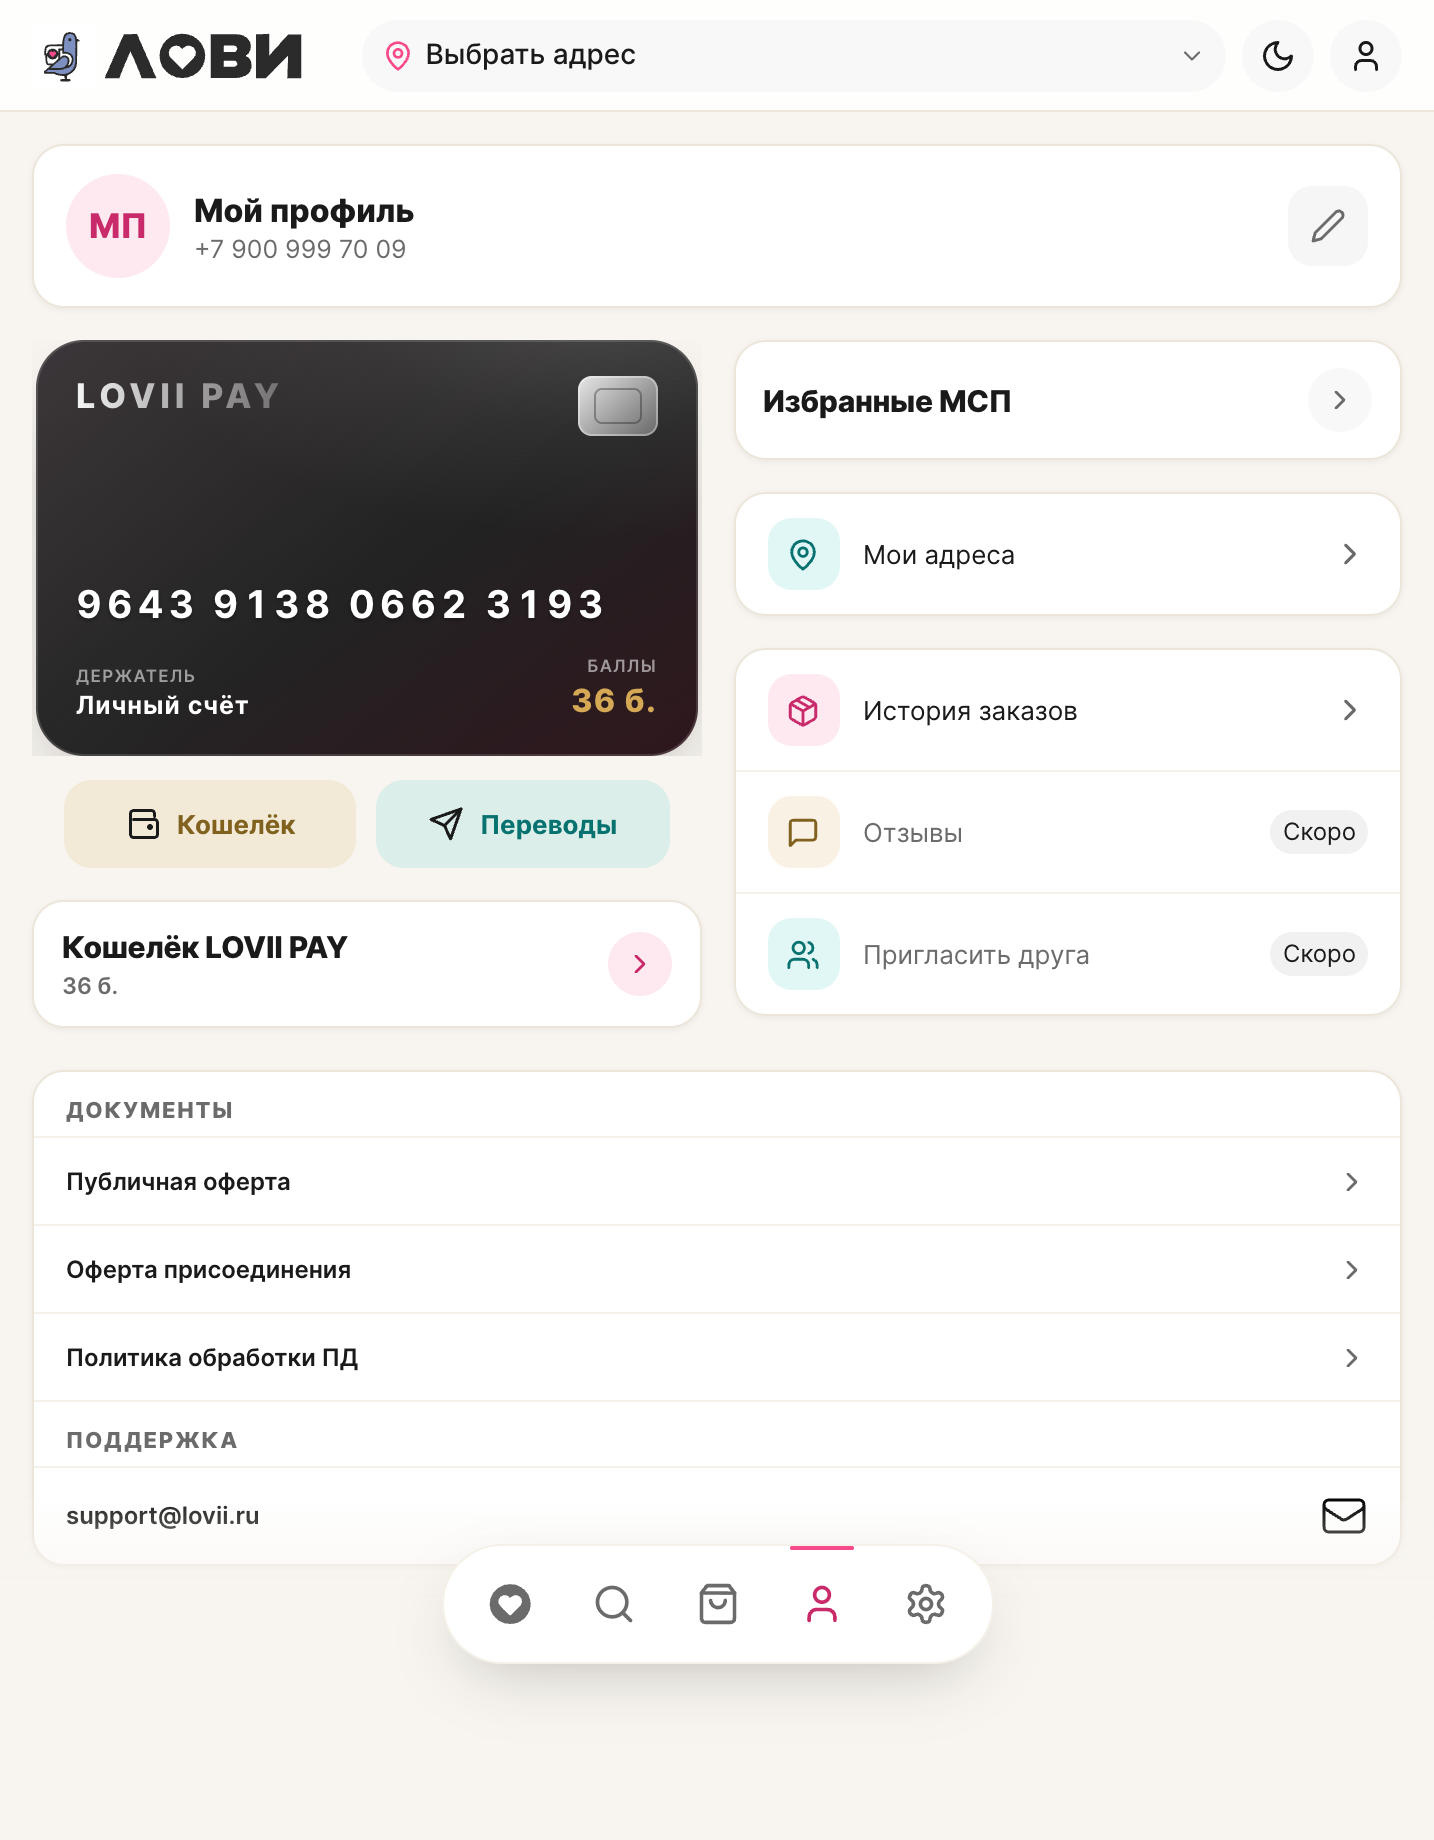 ЛОВИ
Выбрать адрес
МП
Мой профиль
+7 900 999 70 09
LOVII PAY
9643 9138 0662 3193
ДЕРЖАТЕЛЬ
Личный счёт
БАЛЛЫ
36 б.
Кошелёк
Переводы
Кошелёк LOVII PAY
36 б.
Избранные МСП
Мои адреса
История заказов
Отзывы
Скоро
Пригласить друга
Скоро
ДОКУМЕНТЫ
Публичная оферта
Оферта присоединения
Политика обработки ПД
ПОДДЕРЖКА
support@lovii.ru